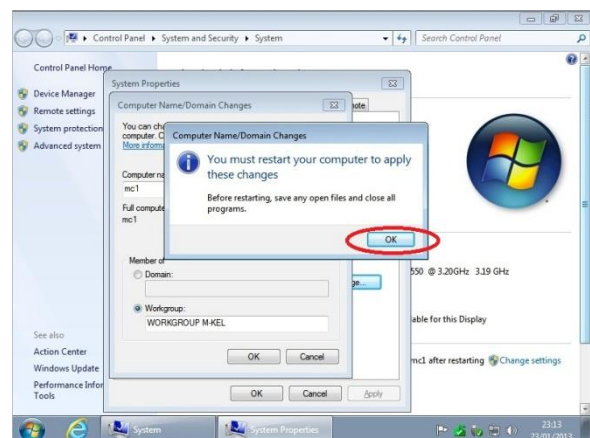 Control Panel ▸ System and Security ▸ System
Search Control Panel
Control Panel Home
Device Manager
Remote settings
System protection
Advanced system
System Properties
Computer Name/Domain Changes
You can
computer.
More
Computer
mc1
Full
mc1
Computer Name/Domain Changes
You must restart your computer to apply
these changes
Before restarting, save any open files and close all
programs.
OK
Member of
Domain:
Workgroup:
WORKGROUP M-KEL
OK
Cancel
OK
Cancel
Apply
550 @ 3.20GHz 3.19 GHz
able for this Display
mc1 after restarting
Change settings
See also
Action Center
Windows Update
Performance
Tools
System
System Properties
23:13
23/01/2013